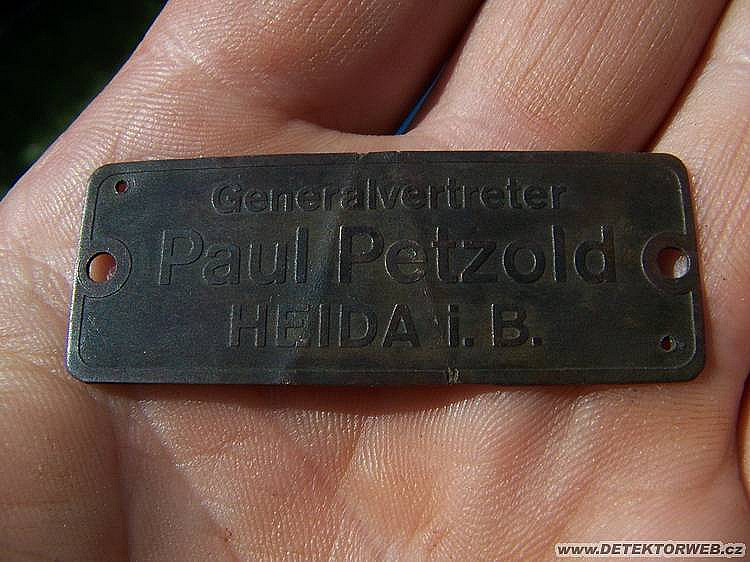 Generalvertreter
Paul Petzold
HEIDA i. B.
www.DETEKTORWEB.cz